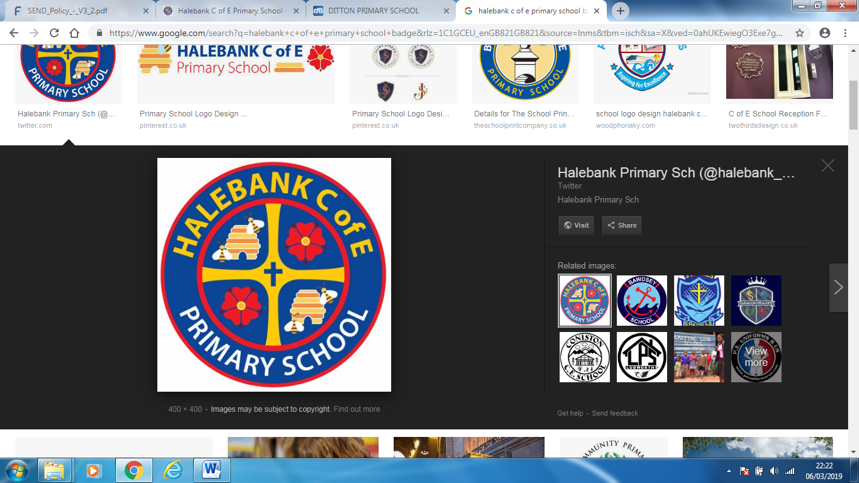 SEND_Policy_-_V3_2.pdf
Halebank C of E Primary School
DITTON PRIMARY SCHOOL
halebank c of e primary school b
https://www.google.com/search?q=halebank+c+of+e+primary+school+badge&rlz=1C1GCEU_enGB821GB821&source=lnms&tbm=isch&sa=X&ved=0ahUKEwiegO3Exe7g...
PRIMARY SCHOOL
HALEBANK C of E
Primary School
Aspiring for Excellence
Halebank Primary Sch (@...
twitter.com
Primary School Logo Design ...
pinterest.co.uk
Primary School Logo Desi...
pinterest.co.uk
Details for The School Prin...
theschoolprintcompany.co.uk
school logo design halebank c...
woodphoriaky.com
C of E School Reception F...
twothirdsdesign.co.uk
HALEBANK C of E
PRIMARY SCHOOL
Halebank Primary Sch (@halebank_...
Twitter
Halebank Primary Sch
Visit
Share
Related images:
HALEBANK C of E
PRIMARY SCHOOL
BAWDSEY
SCHOOL
CONISTON
C.E. SCHOOL
LPS
View
more
400 × 400 - Images may be subject to copyright. Find out more
Get help - Send feedback
COMMUNITY PRIMA
22:22
06/03/2019